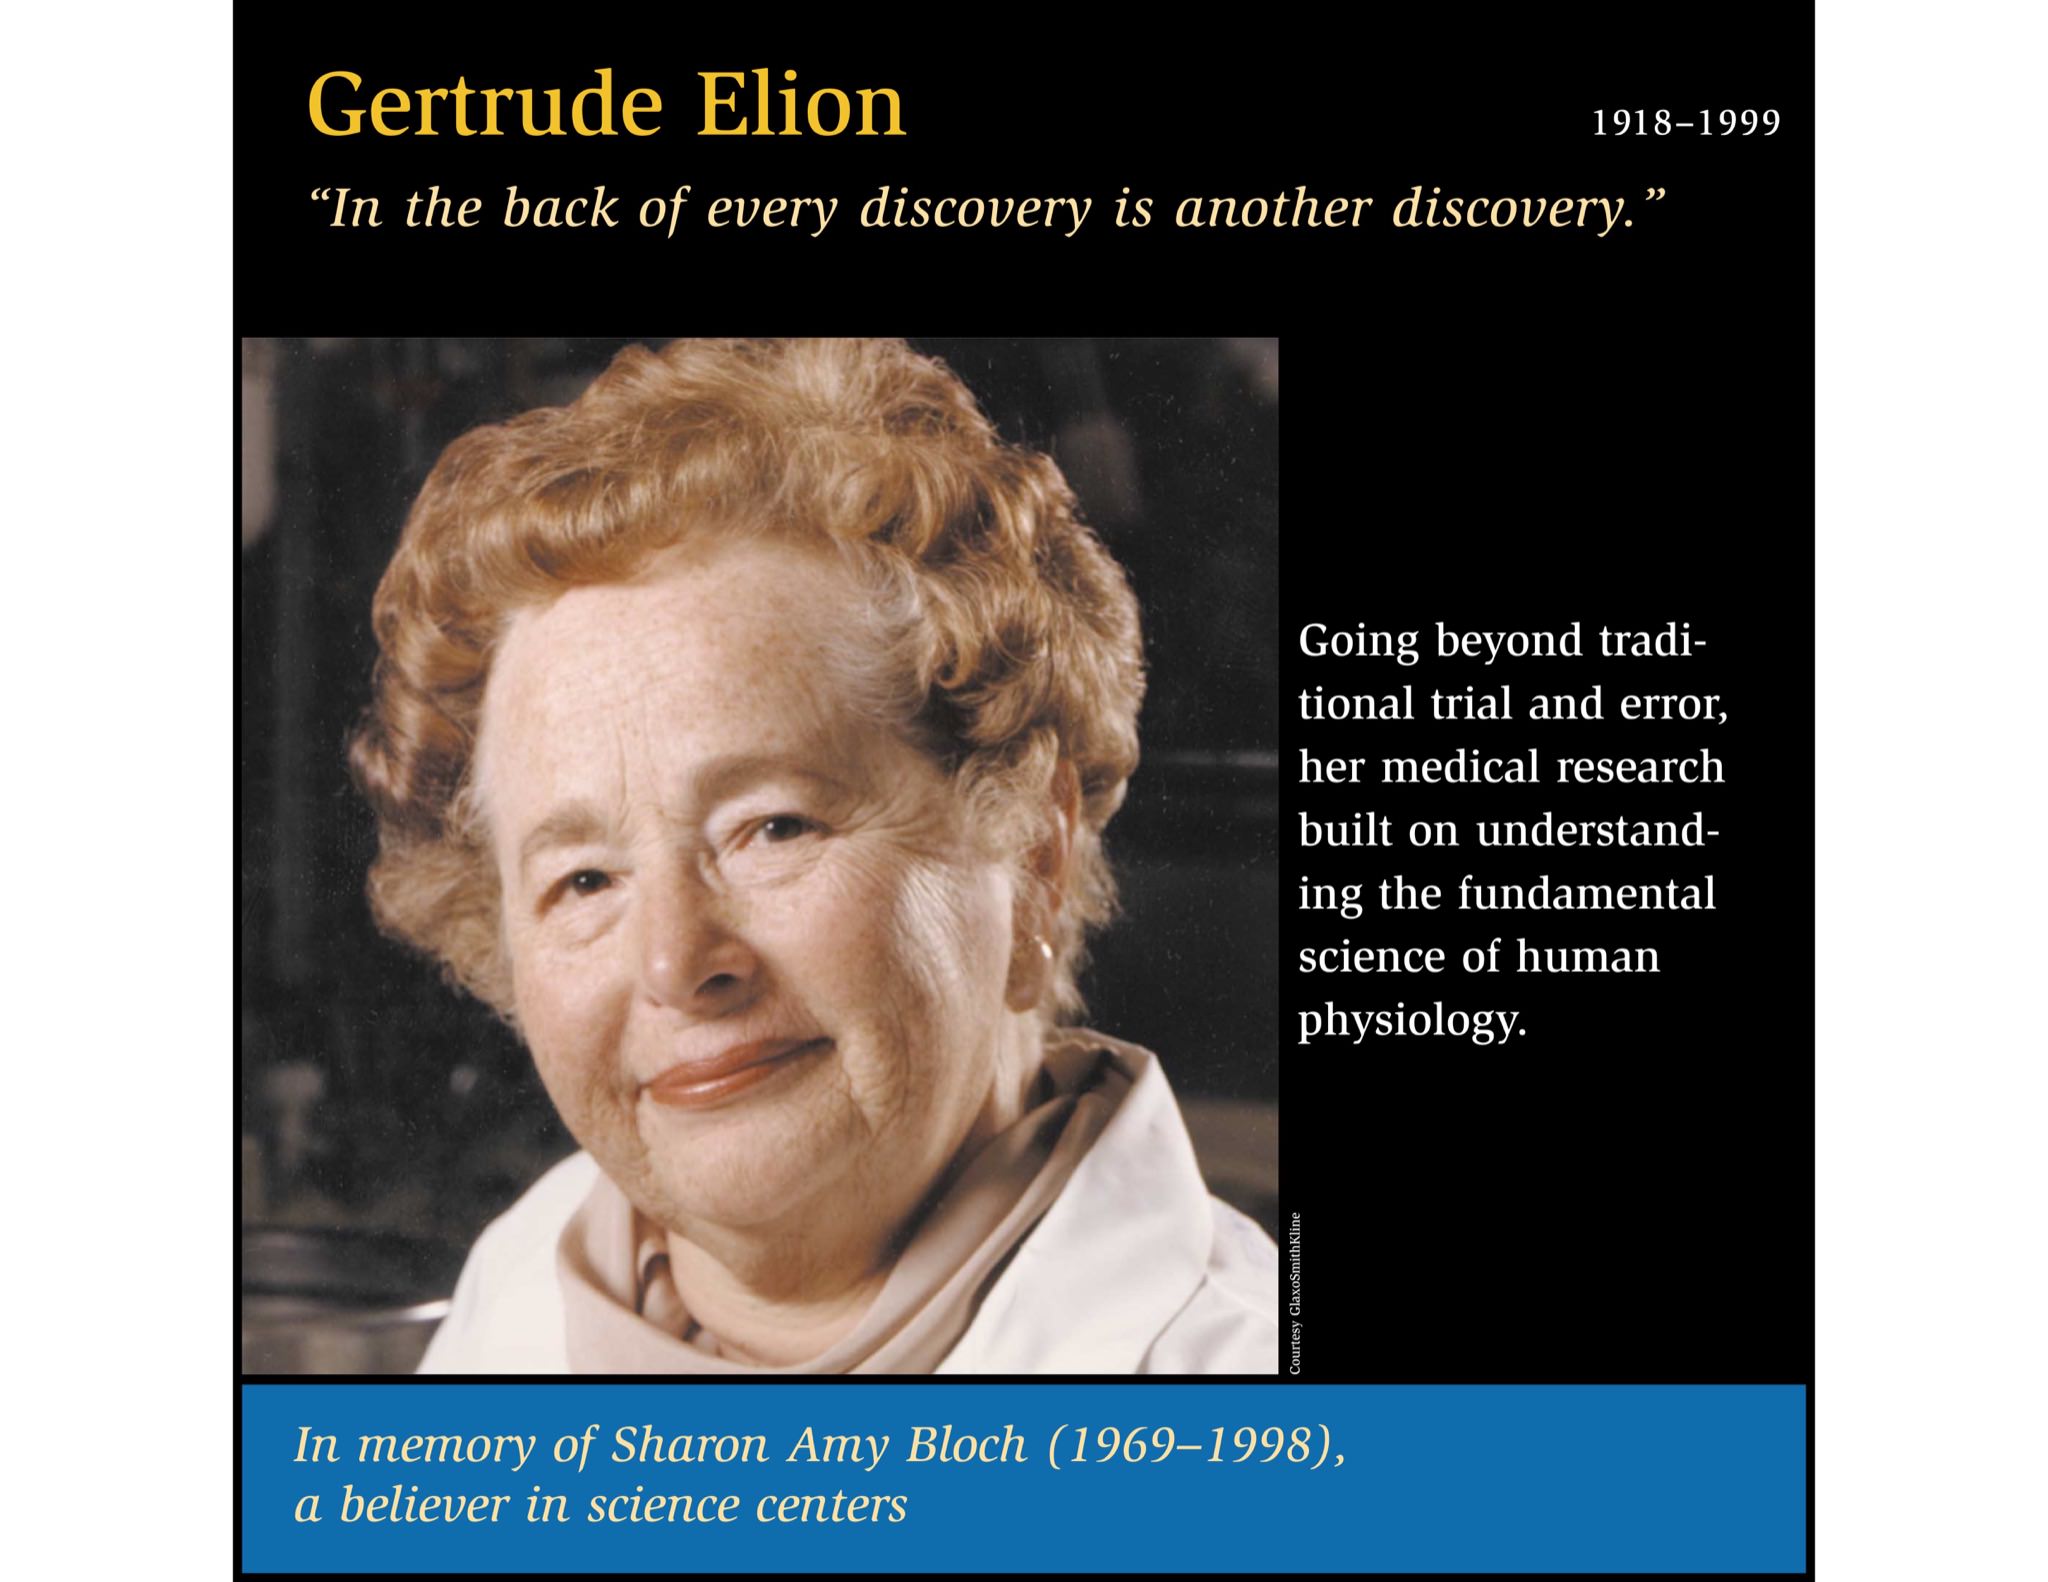 Gertrude Elion
1918–1999
“In the back of every discovery is another discovery.”
Going beyond tradi-
tional trial and error,
her medical research
built on understand-
ing the fundamental
science of human
physiology.
Courtesy GlaxoSmithKline
In memory of Sharon Amy Bloch (1969–1998),
a believer in science centers